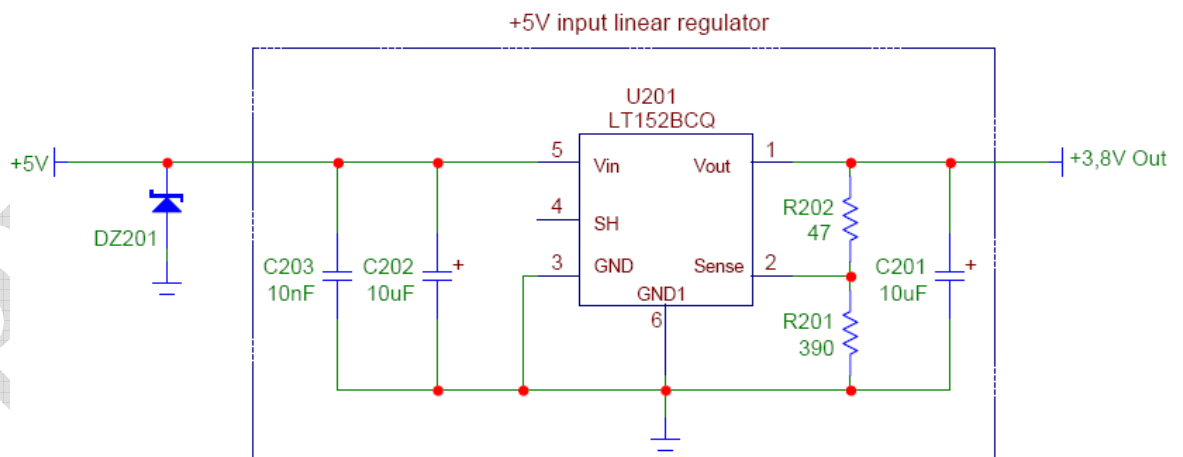 +5V input linear regulator
U201
LT152BCQ
+5V
5
Vin
Vout
1
+3,8V Out
4
SH
R202
47
DZ201
C203
10nF
C202
10uF
+
3
GND
Sense
2
C201
10uF
+
GND1
6
R201
390